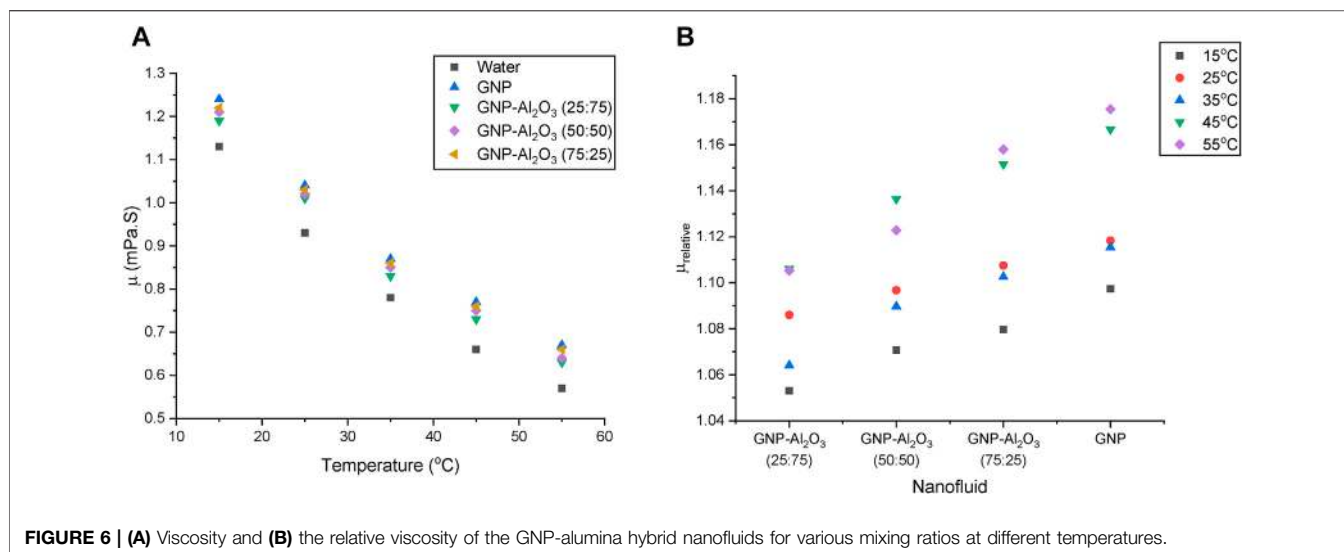 A
μ (mPa.S)
1.3
1.2
1.1
1.0
0.9
0.8
0.7
0.6
0.5
10 20 30 40 50 60
Temperature (°C)
Water
GNP
GNP-Al₂O₃ (25:75)
GNP-Al₂O₃ (50:50)
GNP-Al₂O₃ (75:25)
B
μrelative
1.18
1.16
1.14
1.12
1.10
1.08
1.06
1.04
GNP-Al₂O₃ GNP-Al₂O₃ GNP-Al₂O₃ GNP
(25:75) (50:50) (75:25)
Nanofluid
15°C
25°C
35°C
45°C
55°C
FIGURE 6 | (A) Viscosity and (B) the relative viscosity of the GNP-alumina hybrid nanofluids for various mixing ratios at different temperatures.